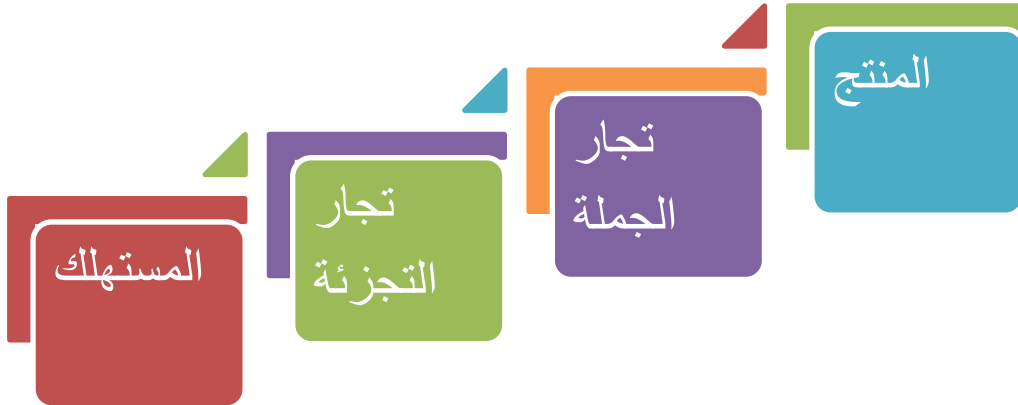 المنتج
تجار
الجملة
تجار
التجزئة
المستهلك